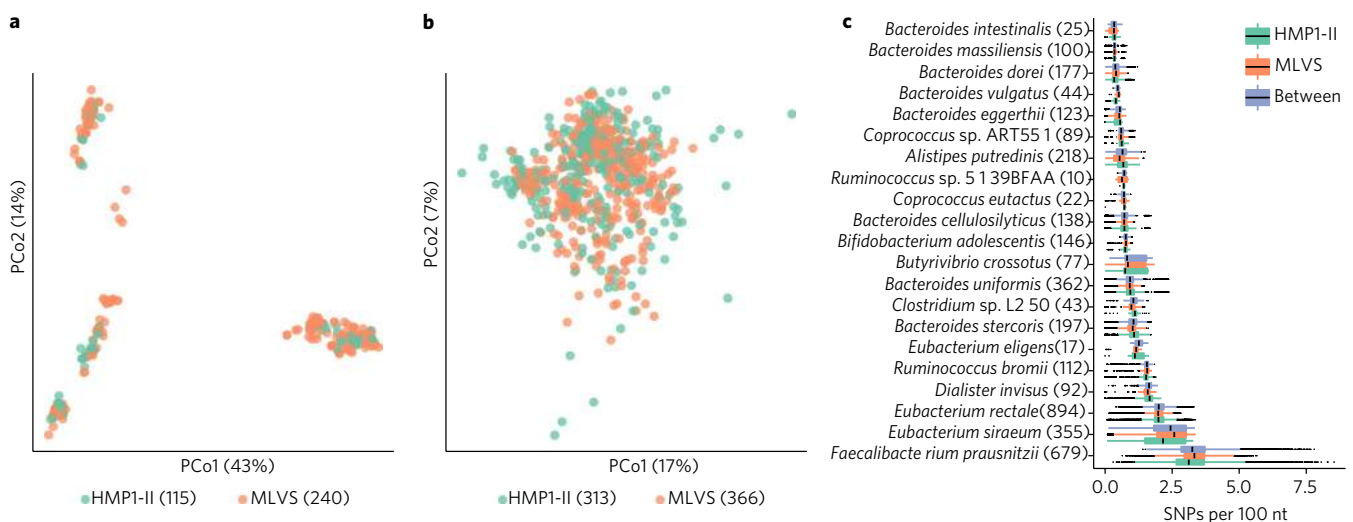 a
PCo2 (14%)
PCo1 (43%)
HMP1-II (115) MLVS (240)
b
PCo2 (7%)
PCo1 (17%)
HMP1-II (313) MLVS (366)
c
Bacteroides intestinalis (25)
Bacteroides massiliensis (100)
Bacteroides dorei (177)
Bacteroides vulgatus (44)
Bacteroides eggerthii (123)
Coprococcus sp. ART55 1 (89)
Alistipes putredinis (218)
Ruminococcus sp. 5 1 39BFAA (10)
Coprococcus eutactus (22)
Bacteroides cellulosilyticus (138)
Bifidobacterium adolescentis (146)
Butyrivibrio crossotus (77)
Bacteroides uniformis (362)
Clostridium sp. L2 50 (43)
Bacteroides stercoris (197)
Eubacterium eligens(17)
Ruminococcus bromii (112)
Dialister invisus (92)
Eubacterium rectale(894)
Eubacterium siraeum (355)
Faecalibacte rium prausnitzii (679)
HMP1-II
MLVS
Between
0.0 2.5 5.0 7.5
SNPs per 100 nt